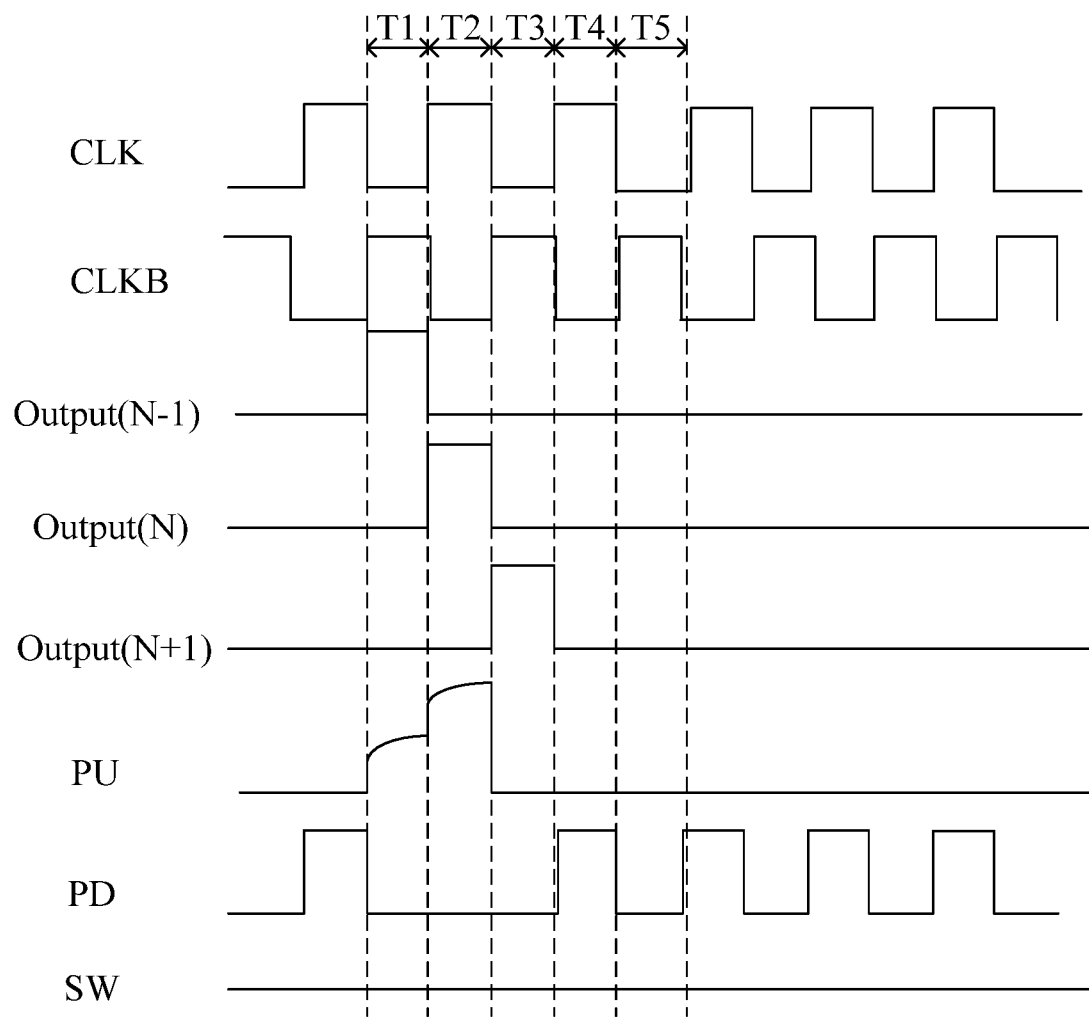 T1 T2 T3 T4 T5
CLK
CLKB
Output(N-1)
Output(N)
Output(N+1)
PU
PD
SW